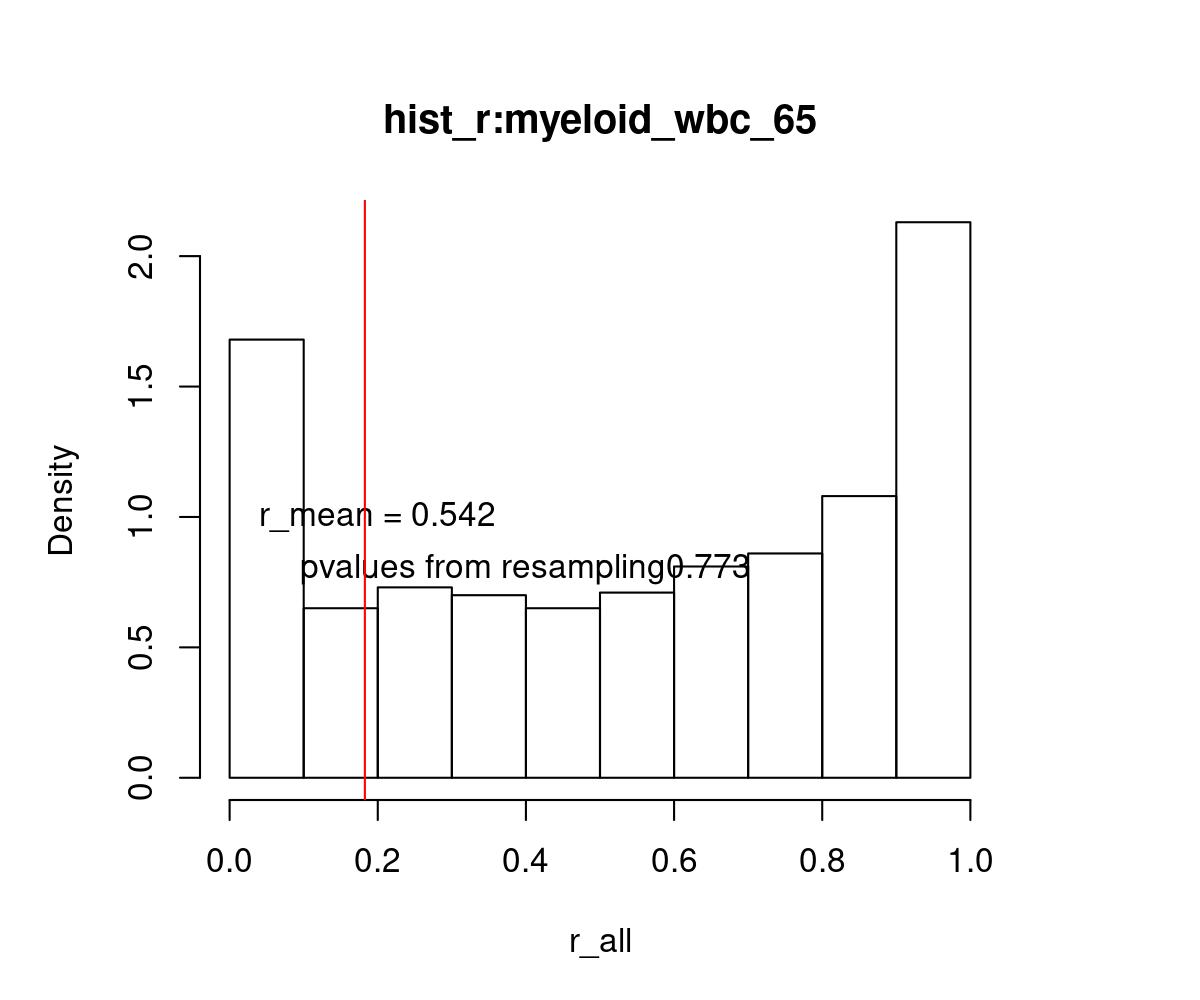 hist_r:myeloid_wbc_65
2.0
1.5
1.0
0.5
0.0
Density
r_mean = 0.542
pvalues from resampling0.773
0.0 0.2 0.4 0.6 0.8 1.0
r_all